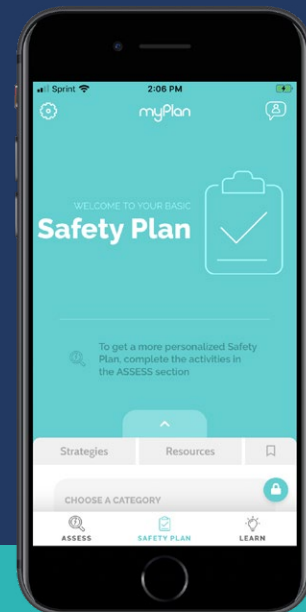 Sprint 2:06 PM
myPlan
WELCOME TO YOUR BASIC
Safety Plan
To get a more personalized Safety
Plan, complete the activities in
the ASSESS section
Strategies Resources
CHOOSE A CATEGORY
ASSESS SAFETY PLAN LEARN